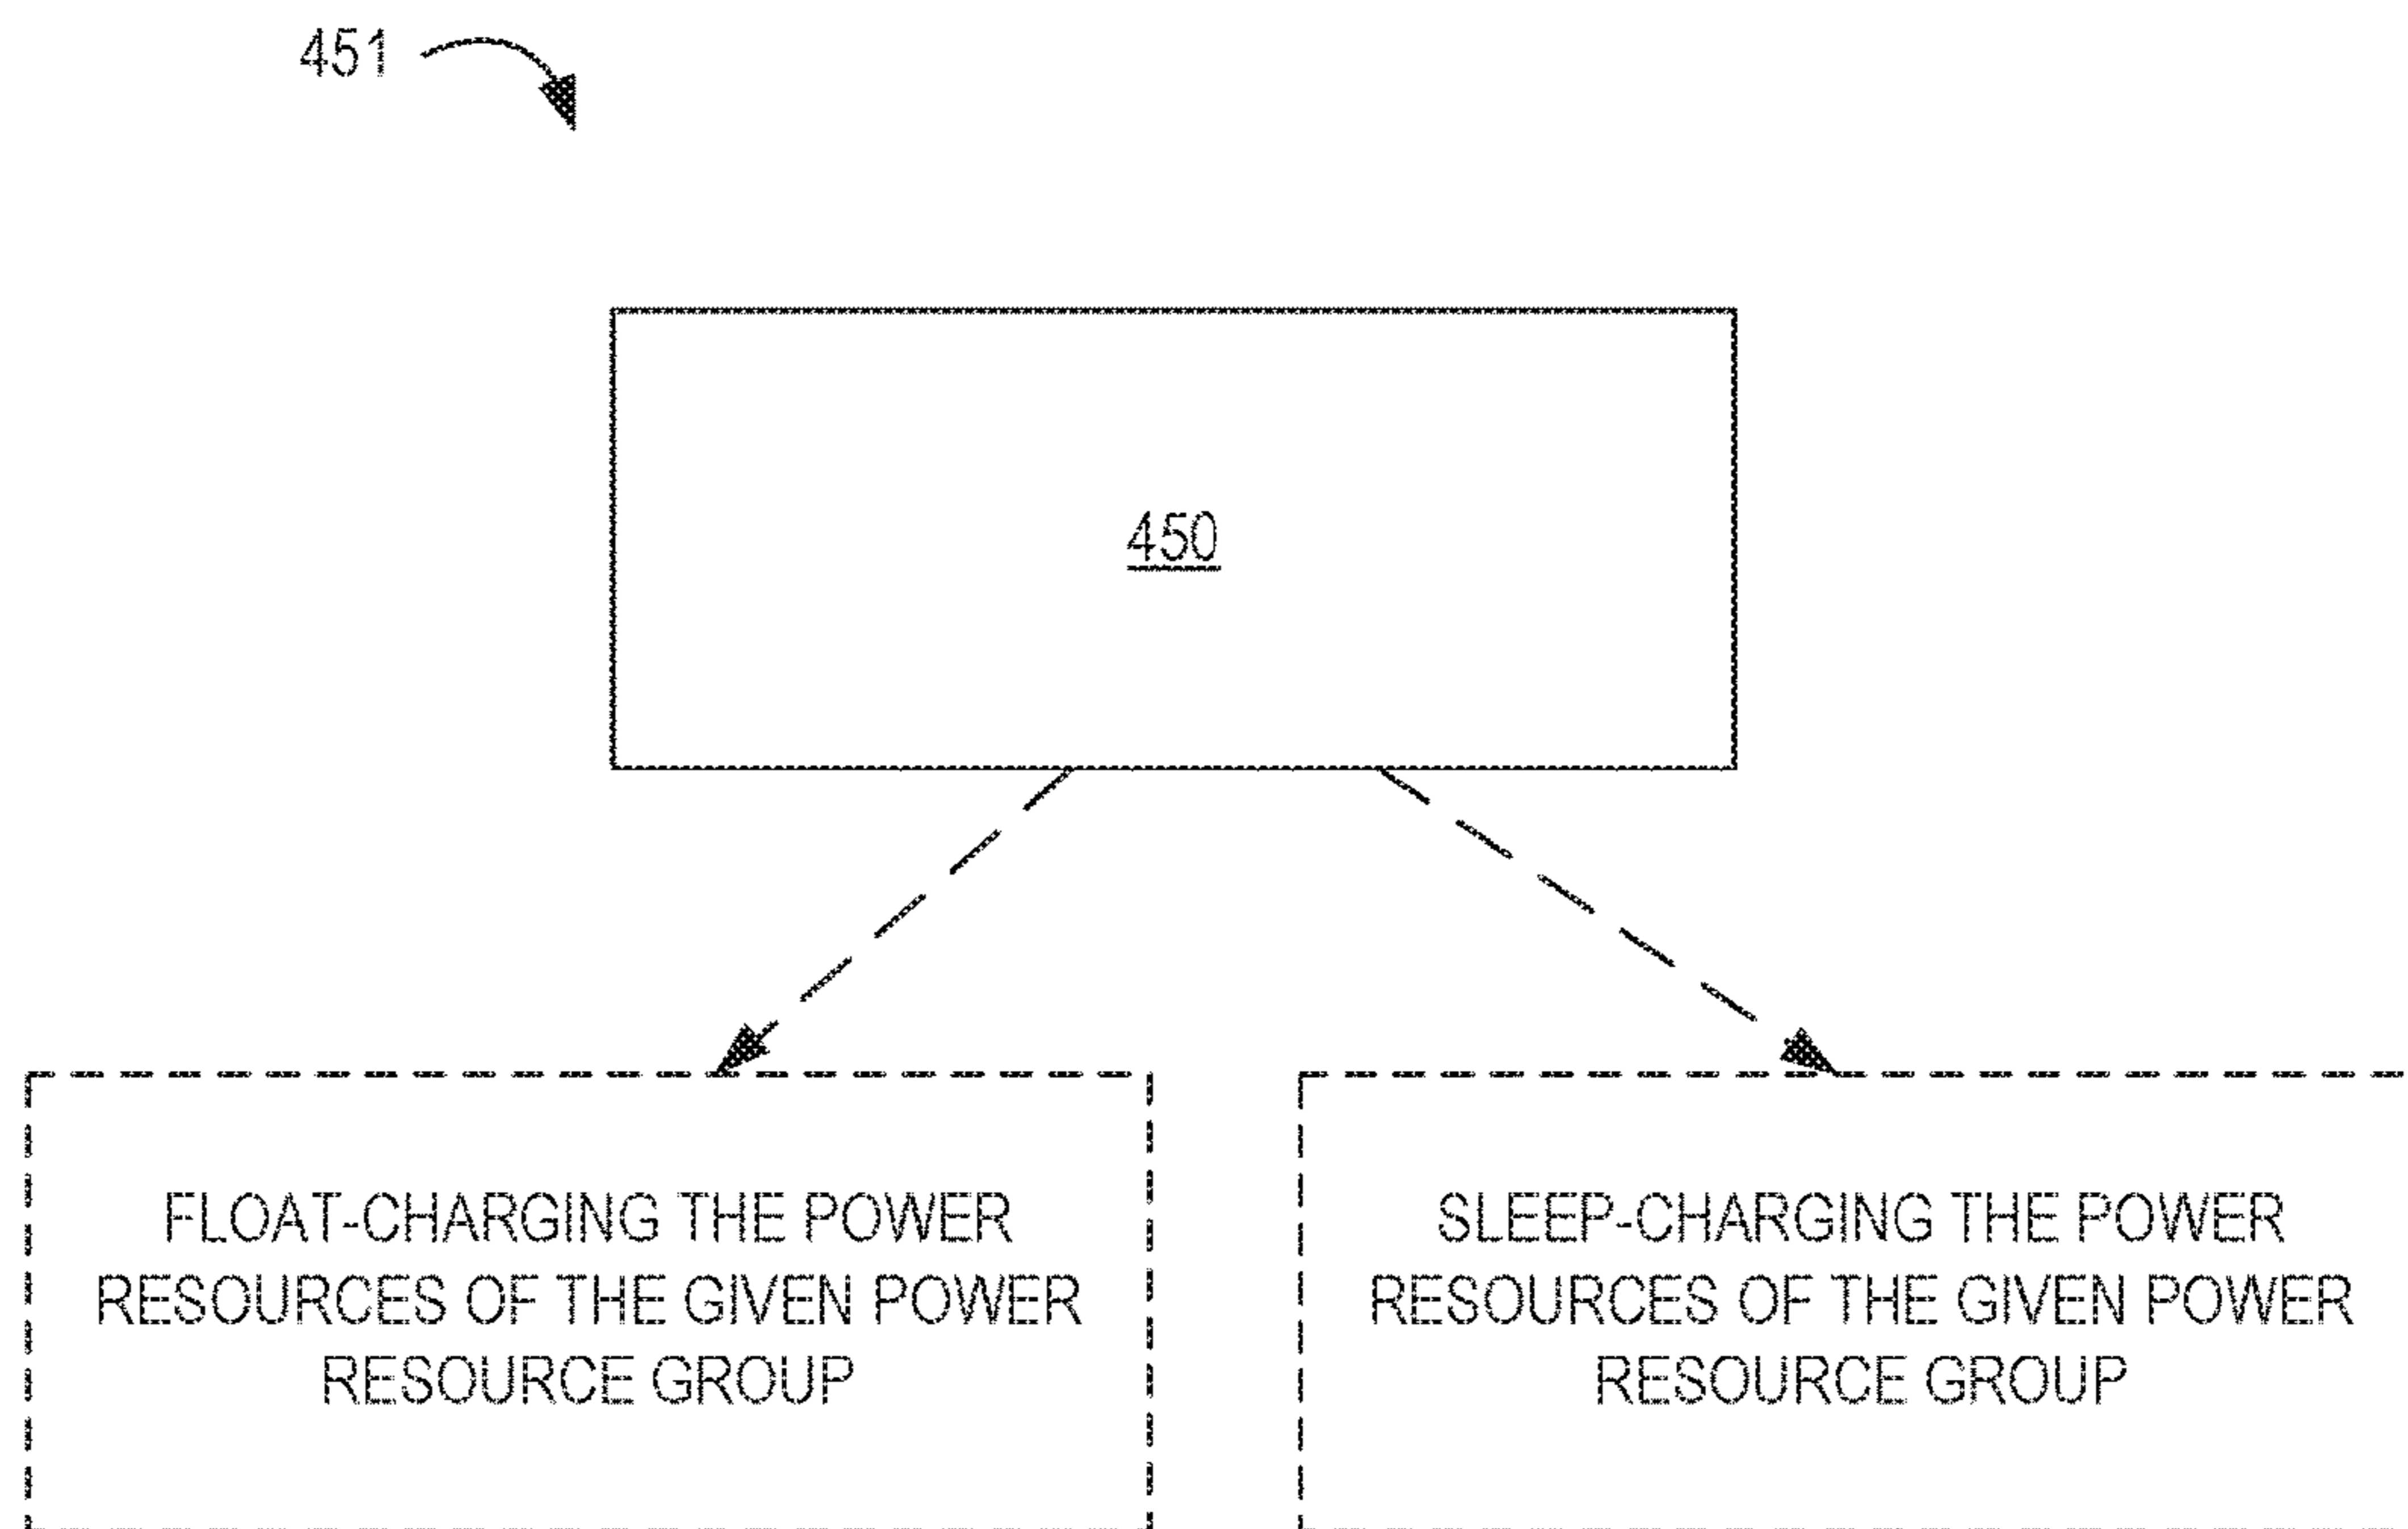 451
450
FLOAT-CHARGING THE POWER
RESOURCES OF THE GIVEN POWER
RESOURCE GROUP
SLEEP-CHARGING THE POWER
RESOURCES OF THE GIVEN POWER
RESOURCE GROUP